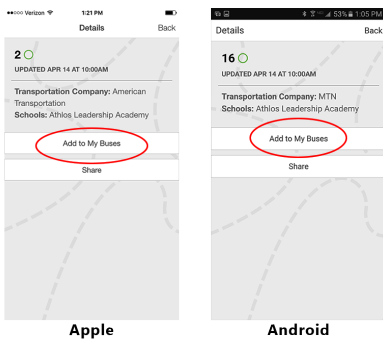 Verizon 1:21 PM
Details Back
2
UPDATED APR 14 AT 10:00AM
Transportation Company: American
Transportation
Schools: Athlos Leadership Academy
Add to My Buses
Share
Apple
53% 1:05 PM
Details Back
16
UPDATED APR 14 AT 10:00AM
Transportation Company: MTN
Schools: Athlos Leadership Academy
Add to My Buses
Share
Android